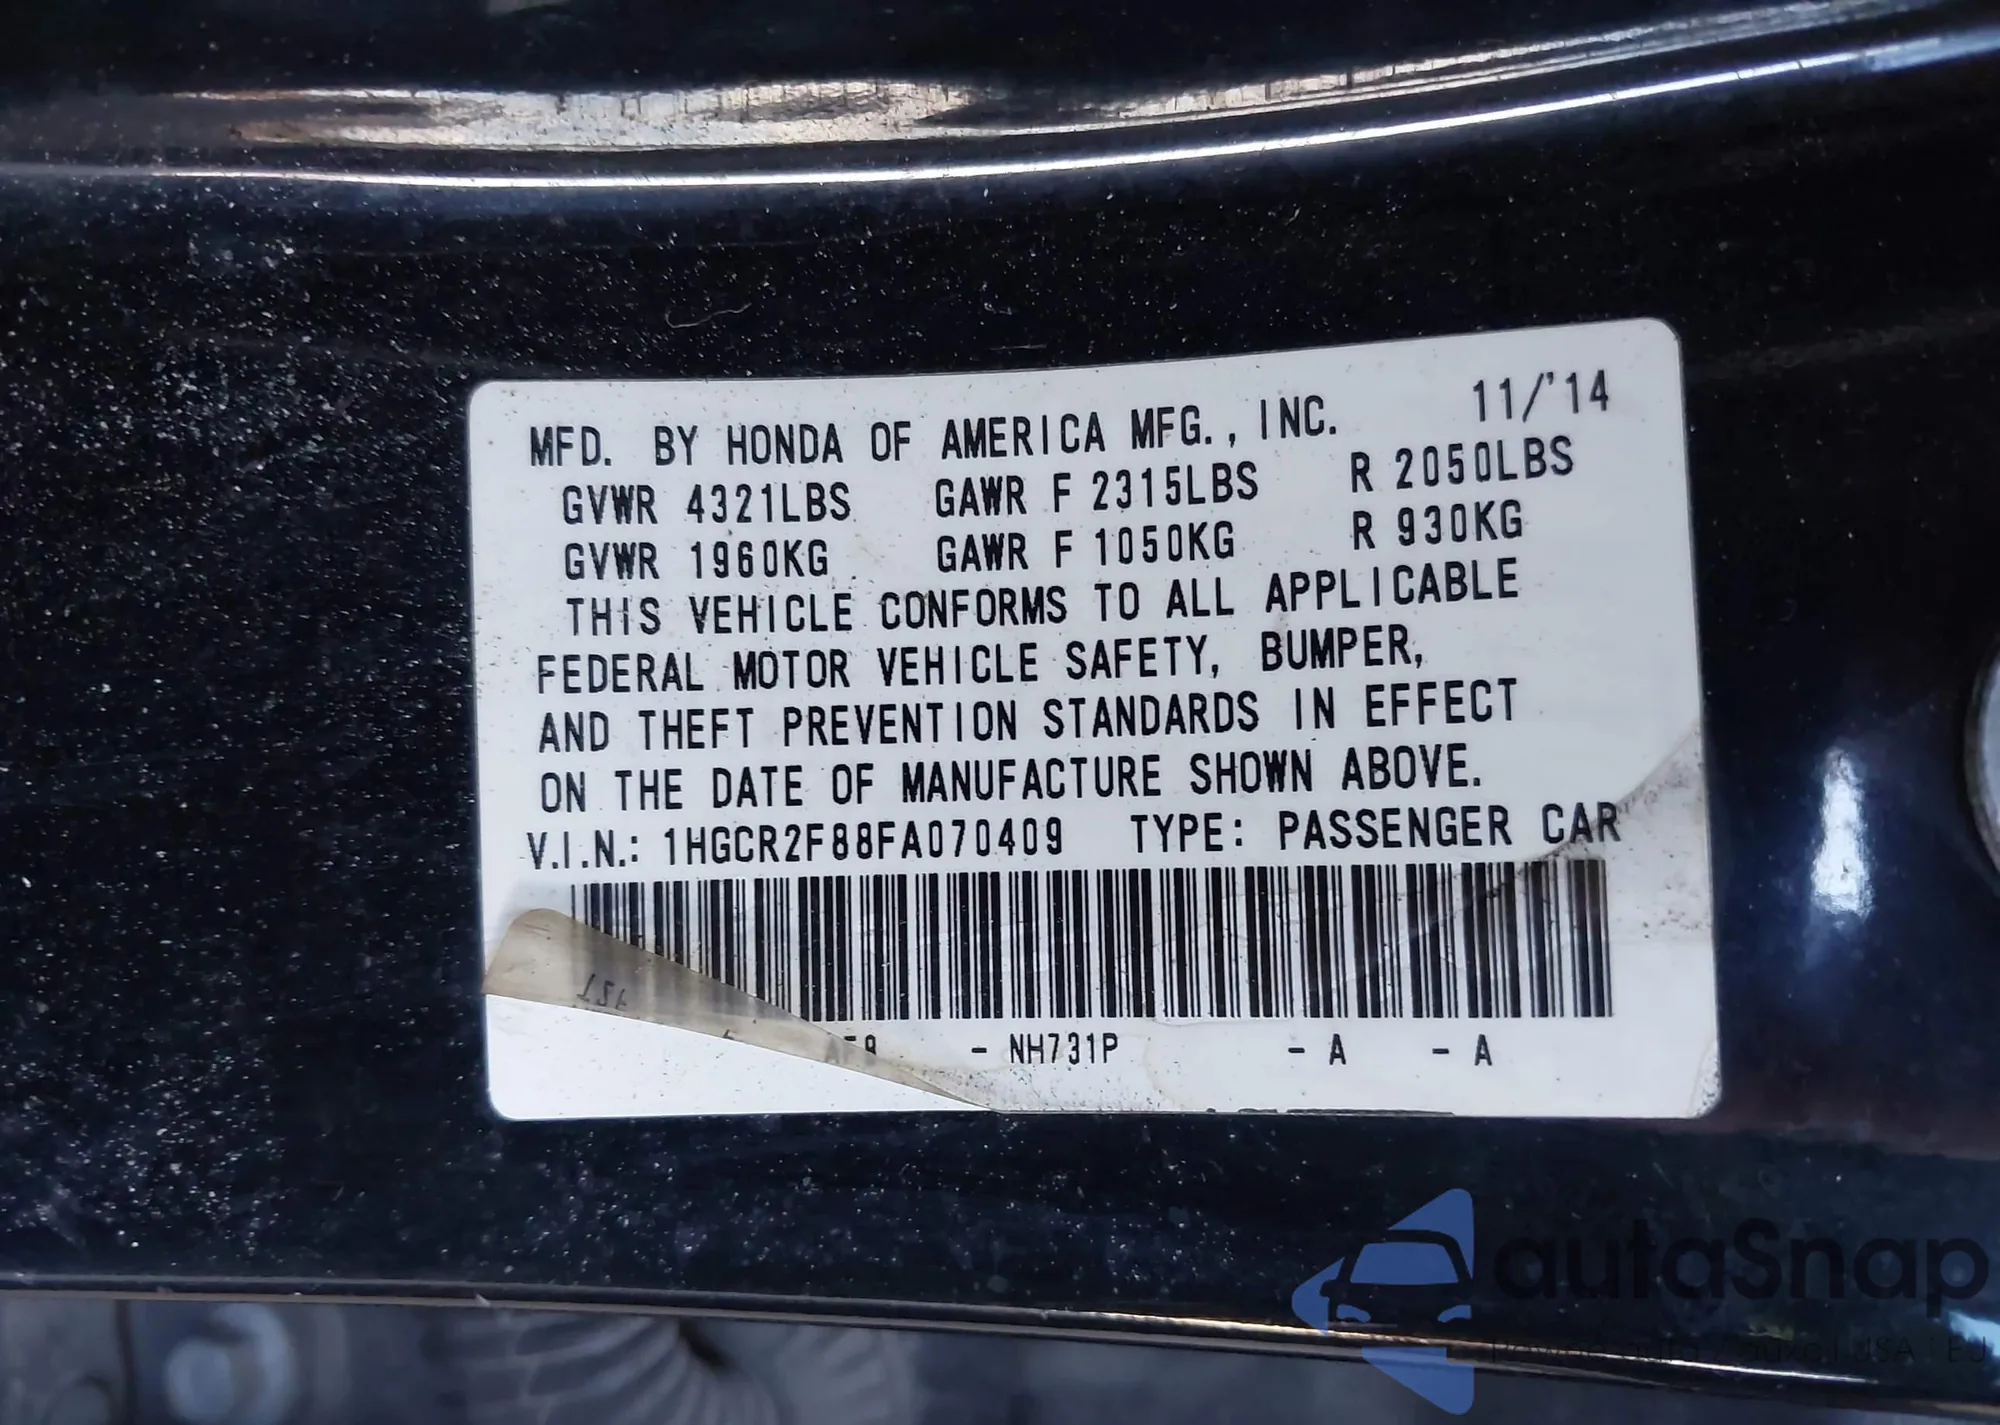 MFD. BY HONDA OF AMERICA MFG., INC. 11/'14
GVWR 4321LBS GAWR F 2315LBS R 2050LBS
GVWR 1960KG GAWR F 1050KG R 930KG
THIS VEHICLE CONFORMS TO ALL APPLICABLE
FEDERAL MOTOR VEHICLE SAFETY, BUMPER,
AND THEFT PREVENTION STANDARDS IN EFFECT
ON THE DATE OF MANUFACTURE SHOWN ABOVE.
V.I.N.: 1HGCR2F88FA070409 TYPE: PASSENGER CAR
- NH731P - A - A
autaSnap